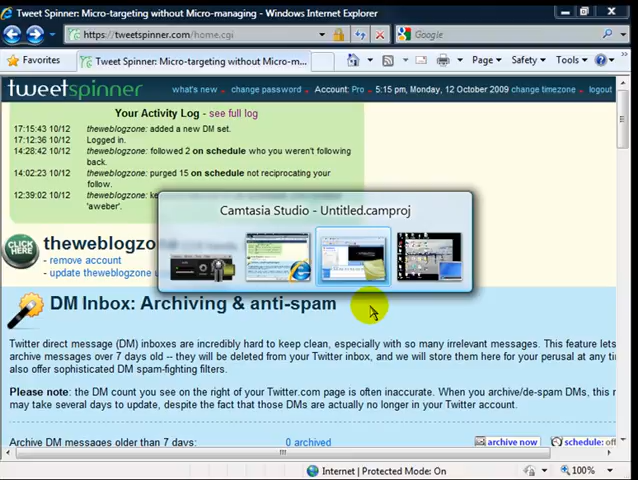 Tweet Spinner: Micro-targeting without Micro-managing - Windows Internet Explorer
https://tweetspinner.com/home.cgi
Google
Favorites
Tweet Spinner: Micro-targeting without Micro-m...
Page
Safety
Tools
tweetspinner
what's new
change password
Account: Pro
5:15 pm, Monday, 12 October 2009 change timezone
logout
Your Activity Log - see full log
17:15:43 10/12 theweblogzone: added a new DM set.
17:12:36 10/12 Logged in.
14:28:42 10/12 theweblogzone: followed 2 on schedule who you weren't following
back.
14:02:23 10/12 theweblogzone: purged 15 on schedule not reciprocating your
follow.
12:39:02 10/12 theweblogzone:
'aweber'.
Camtasia Studio - Untitled.camproj
CLICK
HERE
theweblogzo
- remove account
- update theweblogzone
DM Inbox: Archiving & anti-spam
Twitter direct message (DM) inboxes are incredibly hard to keep clean, especially with so many irrelevant messages. This feature lets
archive messages over 7 days old -- they will be deleted from your Twitter inbox, and we will store them here for your perusal at any tim
also offer sophisticated DM spam-fighting filters.
Please note: the DM count you see on the right of your Twitter.com page is often inaccurate. When you archive/de-spam DMs, this n
may take several days to update, despite the fact that those DMs are actually no longer in your Twitter account.
Archive DM messages older than 7 days:
0 archived
archive now
schedule: off
Internet | Protected Mode: On
100%